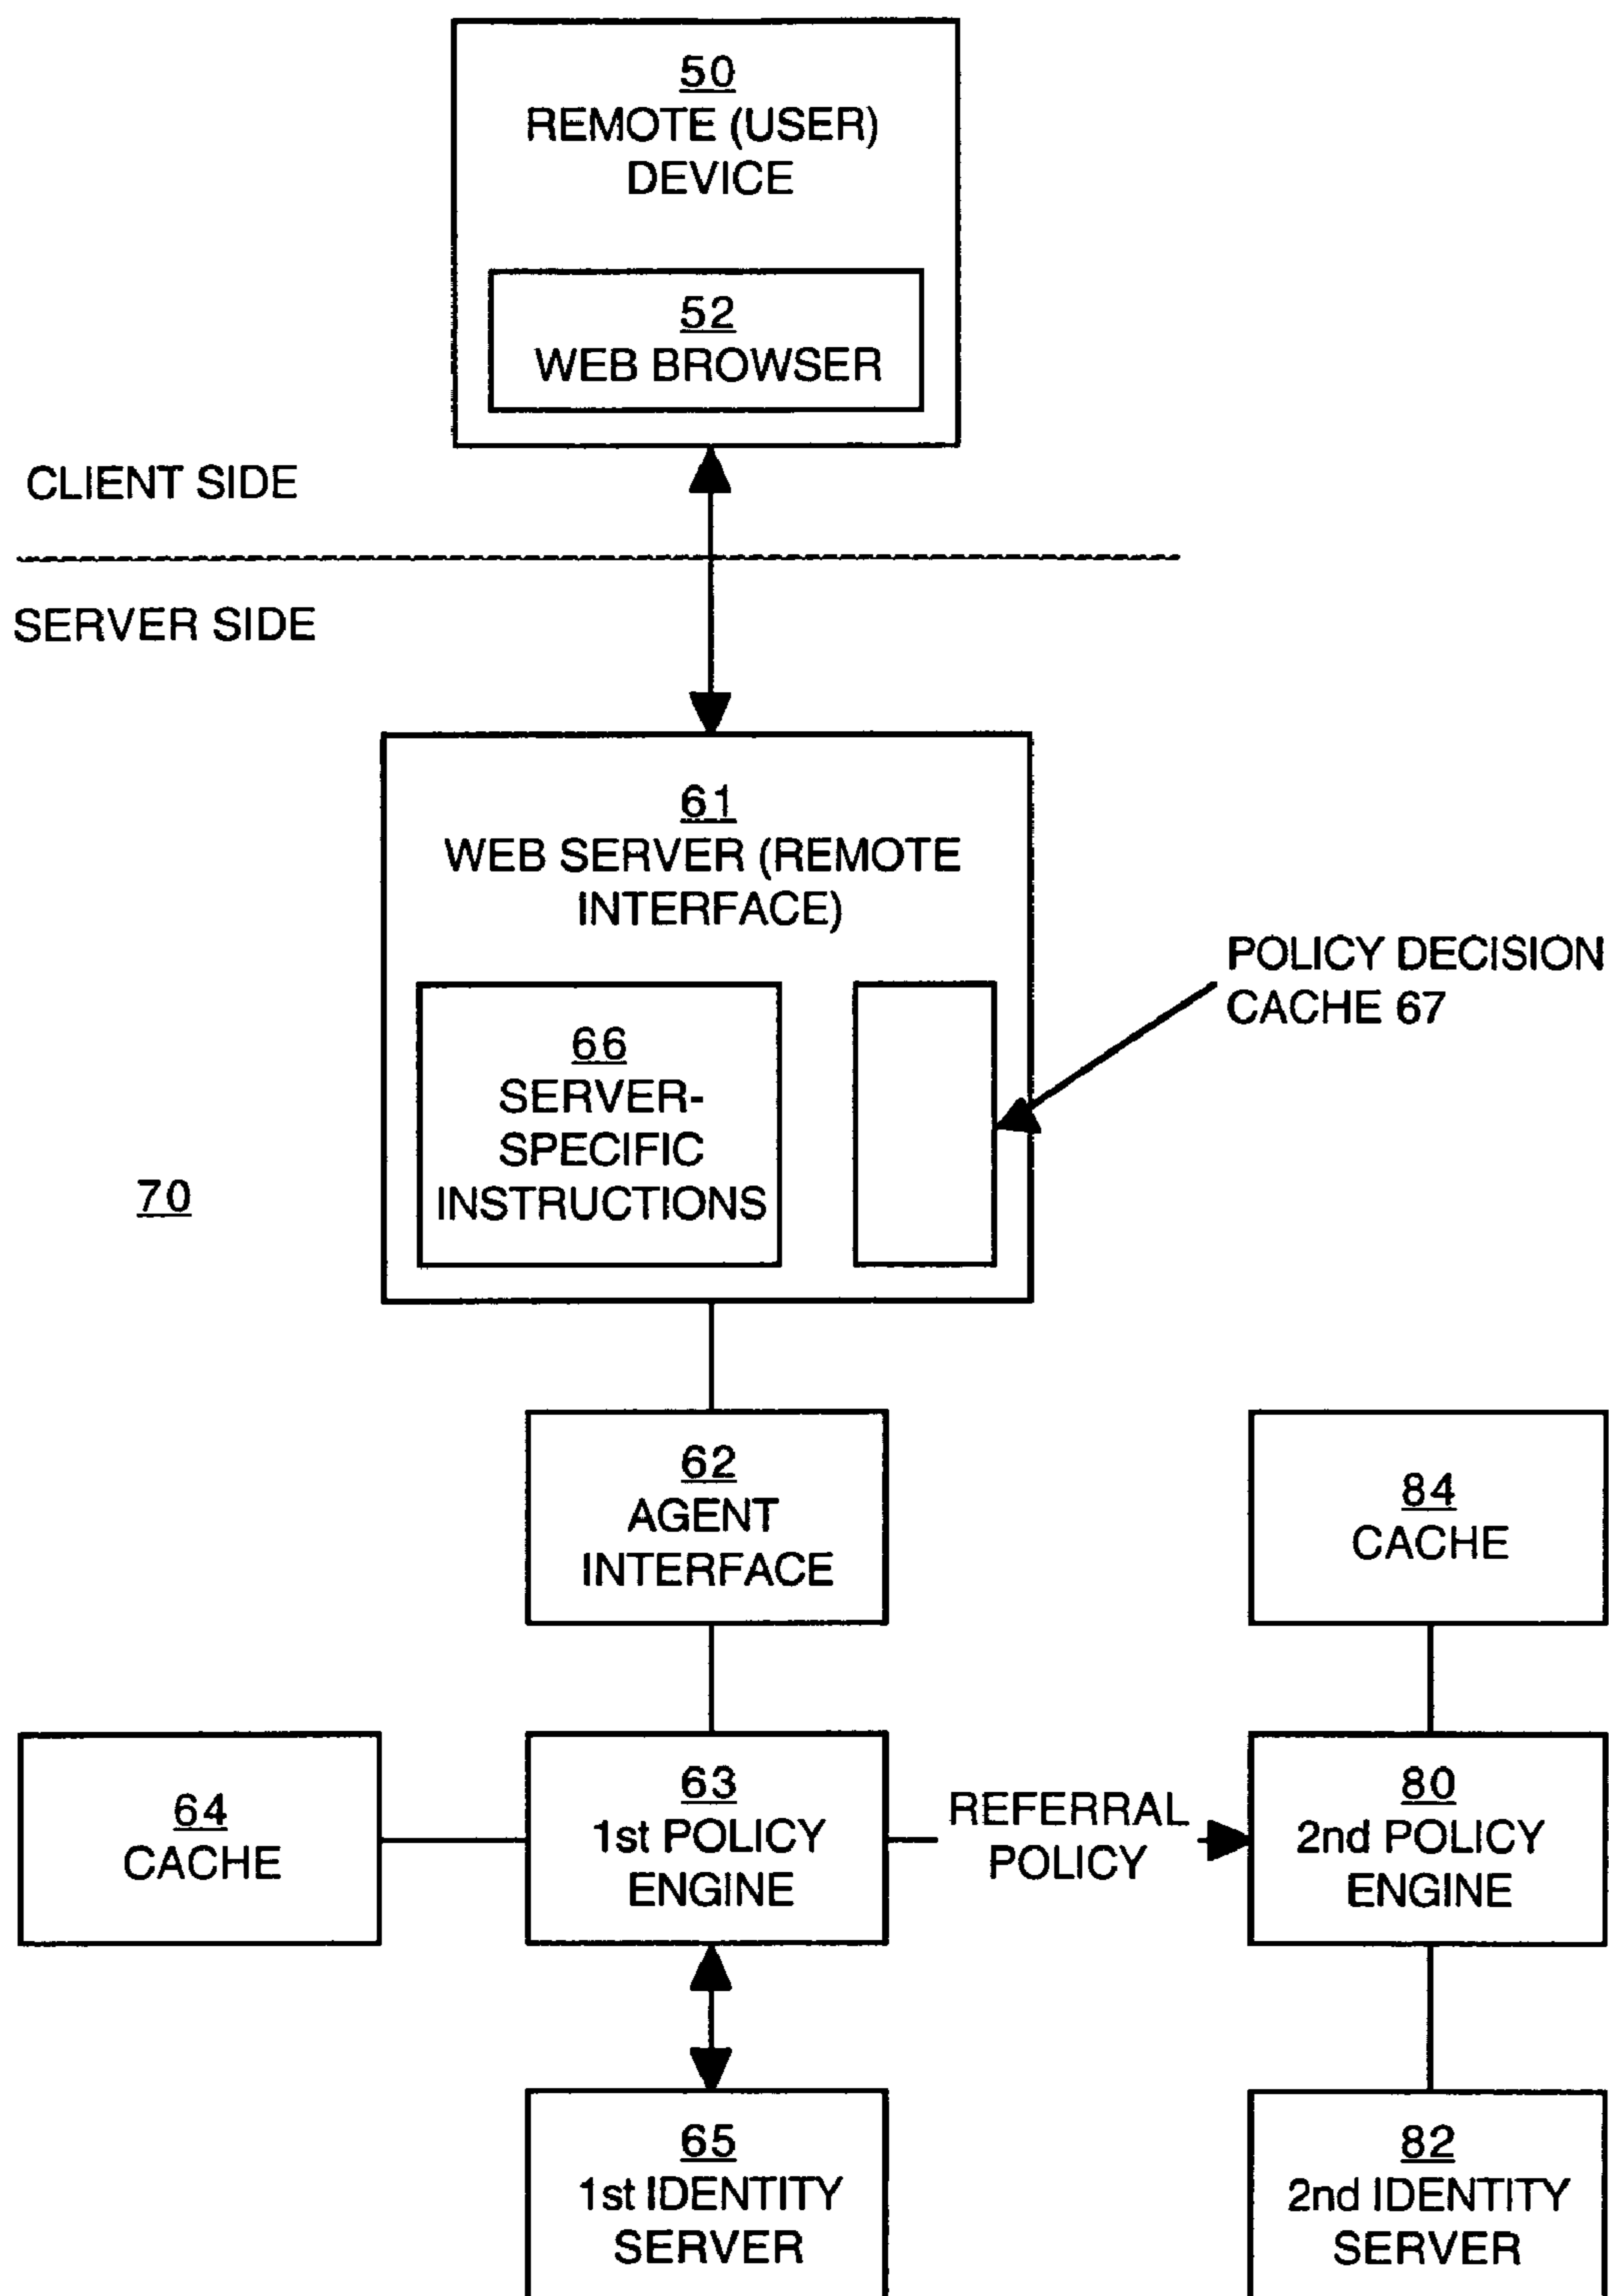 50
REMOTE (USER)
DEVICE
52
WEB BROWSER
CLIENT SIDE
SERVER SIDE
61
WEB SERVER (REMOTE
INTERFACE)
POLICY DECISION
CACHE 67
66
SERVER-
SPECIFIC
INSTRUCTIONS
70
62
AGENT
INTERFACE
84
CACHE
64
CACHE
63
1st POLICY
ENGINE
REFERRAL
POLICY
80
2nd POLICY
ENGINE
65
1st IDENTITY
SERVER
82
2nd IDENTITY
SERVER